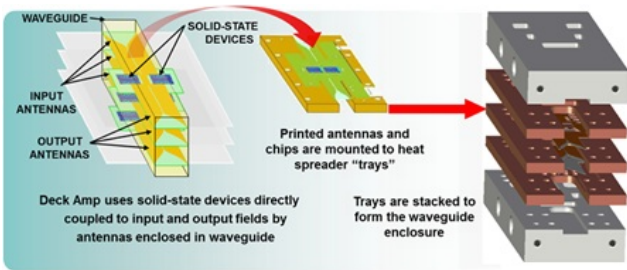 WAVEGUIDE
SOLID-STATE
DEVICES
INPUT
ANTENNAS
OUTPUT
ANTENNAS
Printed antennas and
chips are mounted to heat
spreader “trays”
Deck Amp uses solid-state devices directly
coupled to input and output fields by
antennas enclosed in waveguide
Trays are stacked to
form the waveguide
enclosure